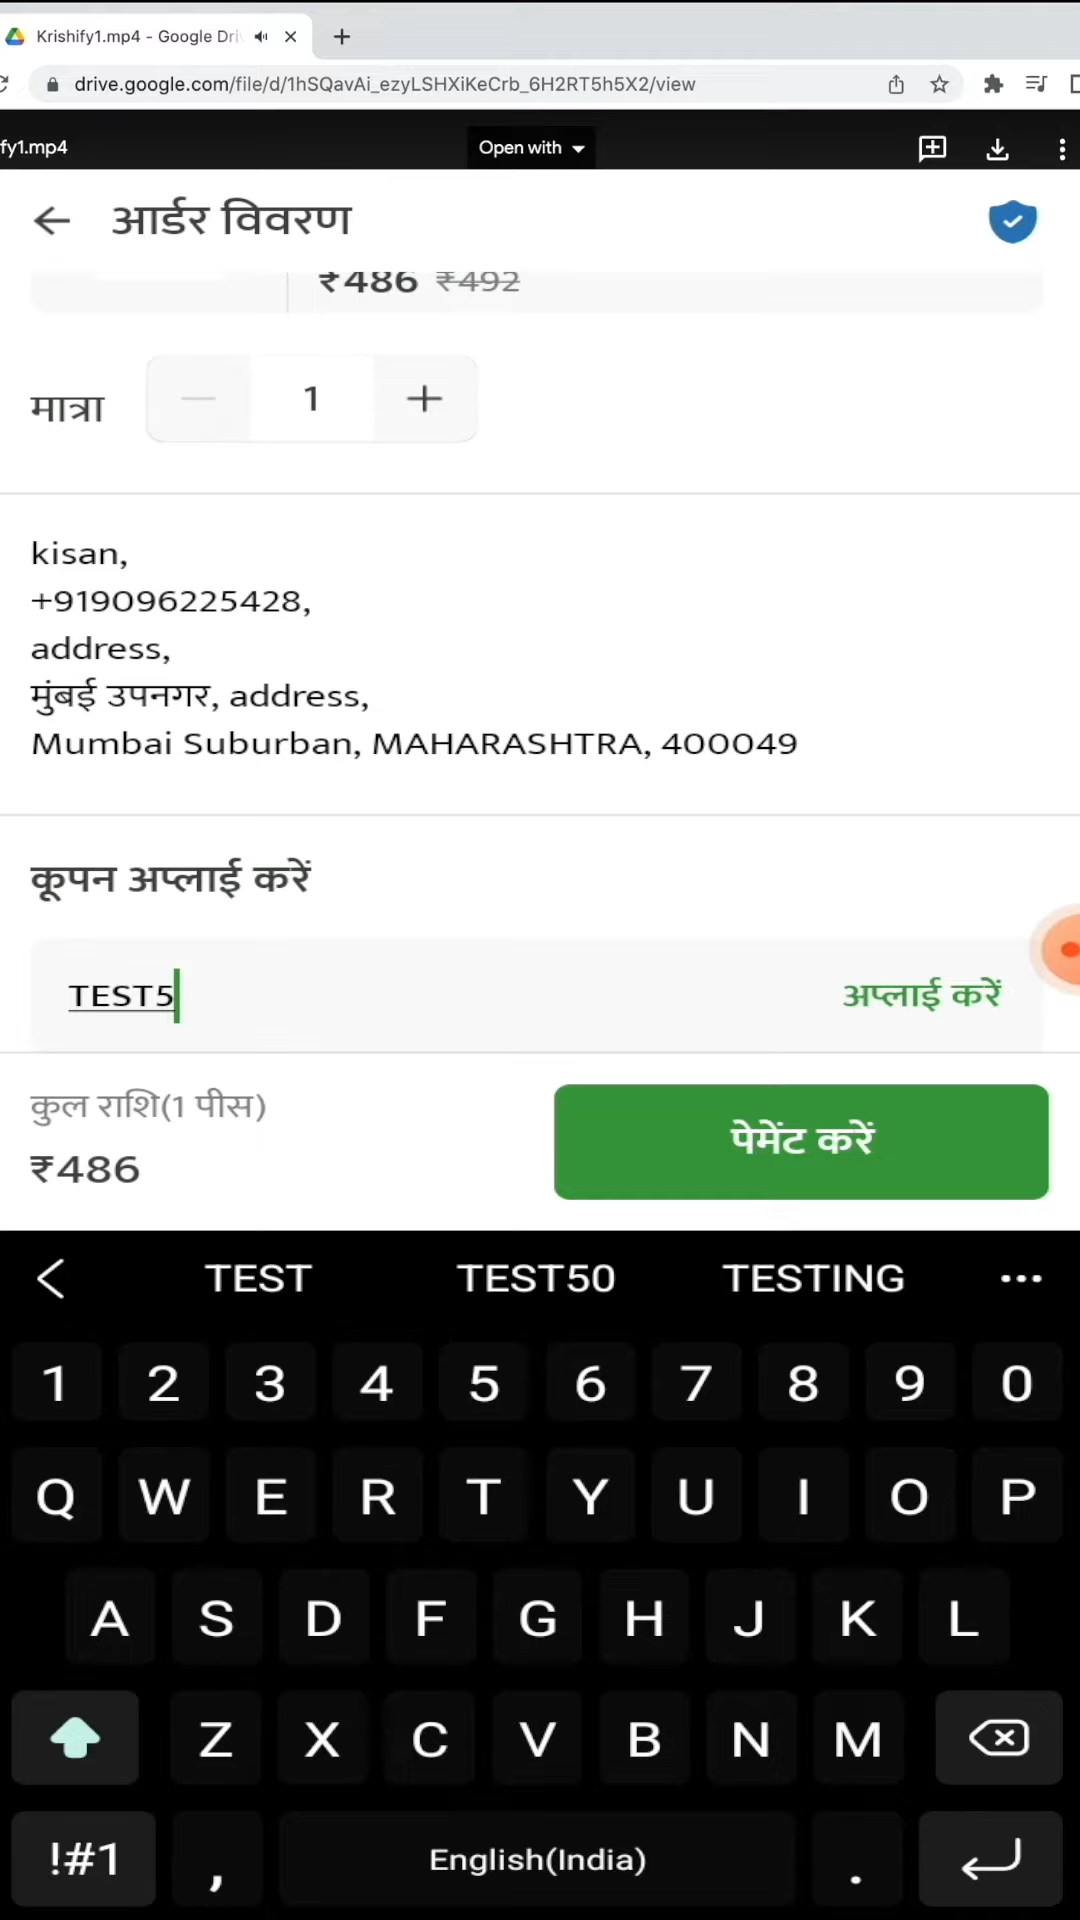 Krishify1.mp4 - Google Dri
drive.google.com/file/d/1hSQavAi_ezyLSHXiKeCrb_6H2RT5h5X2/view
fy1.mp4
Open with
आर्डर विवरण
₹486 ₹492
मात्रा 1
kisan,
+919096225428,
address,
मुंबई उपनगर, address,
Mumbai Suburban, MAHARASHTRA, 400049
कूपन अप्लाई करें
TEST5 अप्लाई करें
कुल राशि(1 पीस)
₹486
पेमेंट करें
TEST TEST50 TESTING
1 2 3 4 5 6 7 8 9 0
Q W E R T Y U I O P
A S D F G H J K L
Z X C V B N M
!#1 , English(India) .